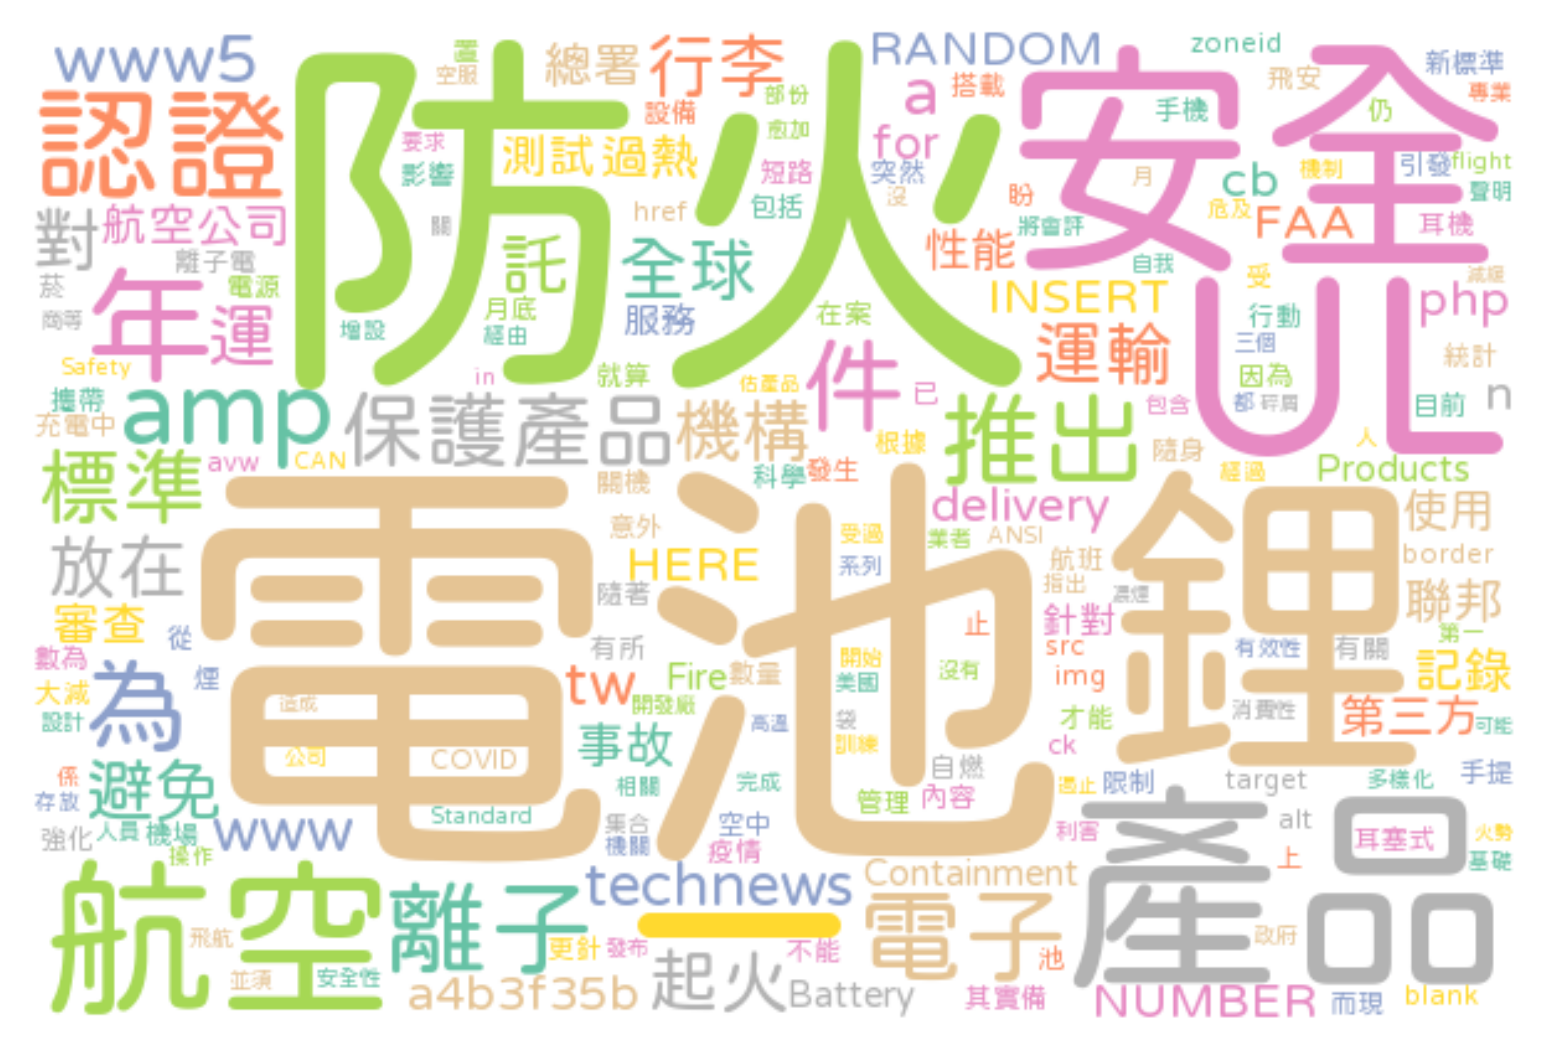 www5
置
空服
總署
行李
RANDOM
zoneid
新標準
飛安
專業
認證
防火
設備
部份
愈加
a
搭載
手機
仍
安全
要求
影響
測試
過熱
短路
for
突然
cb
機制
引發
flight
聲明
對
航空公司
關
href
包括
沒
盼
月
危及
FAA
耳機
將會評
離子電
電源
託
全球
性能
自我
受
減緩
菸
商等
年
運
增設
月底
經由
服務
在案
INSERT
行動
php
三個
UL
統計
Safety
in
就算
估產品
件
已
運輸
因為
攜帶
充電中
amp
保護產品
機構
推出
包含
都
碎屑
目前
n
標準
avw
CAN
關機
科學
發生
根據
隨身
經過
人
Products
電池
鋰
意外
HERE
受過
系列
業者
ANSI
delivery
航班
指出
濃煙
使用
border
放在
隨著
聯邦
審查
從
有所
止
針對
有效性
有關
第一
數為
大減
設計
為
煙
造成
tw
Fire
數量
開發廠
開始
美國
沒有
src
img
記錄
消費性
第三方
可能
公司
COVID
事故
高溫
袋
訓練
才能
ck
係
存放
避免
相關
完成
自燃
遏止
限制
target
多樣化
手提
強化
人員
機場
www
Standard
集合
機關
空中
疫情
管理
內容
利害
alt
耳塞式
火勢
操作
上
基礎
航空
離子
technews
Containment
產品
飛航
並須
安全性
更針
發布
一
不能
電子
池
政府
a4b3f35b
起火
Battery
其實備
NUMBER
而現
blank